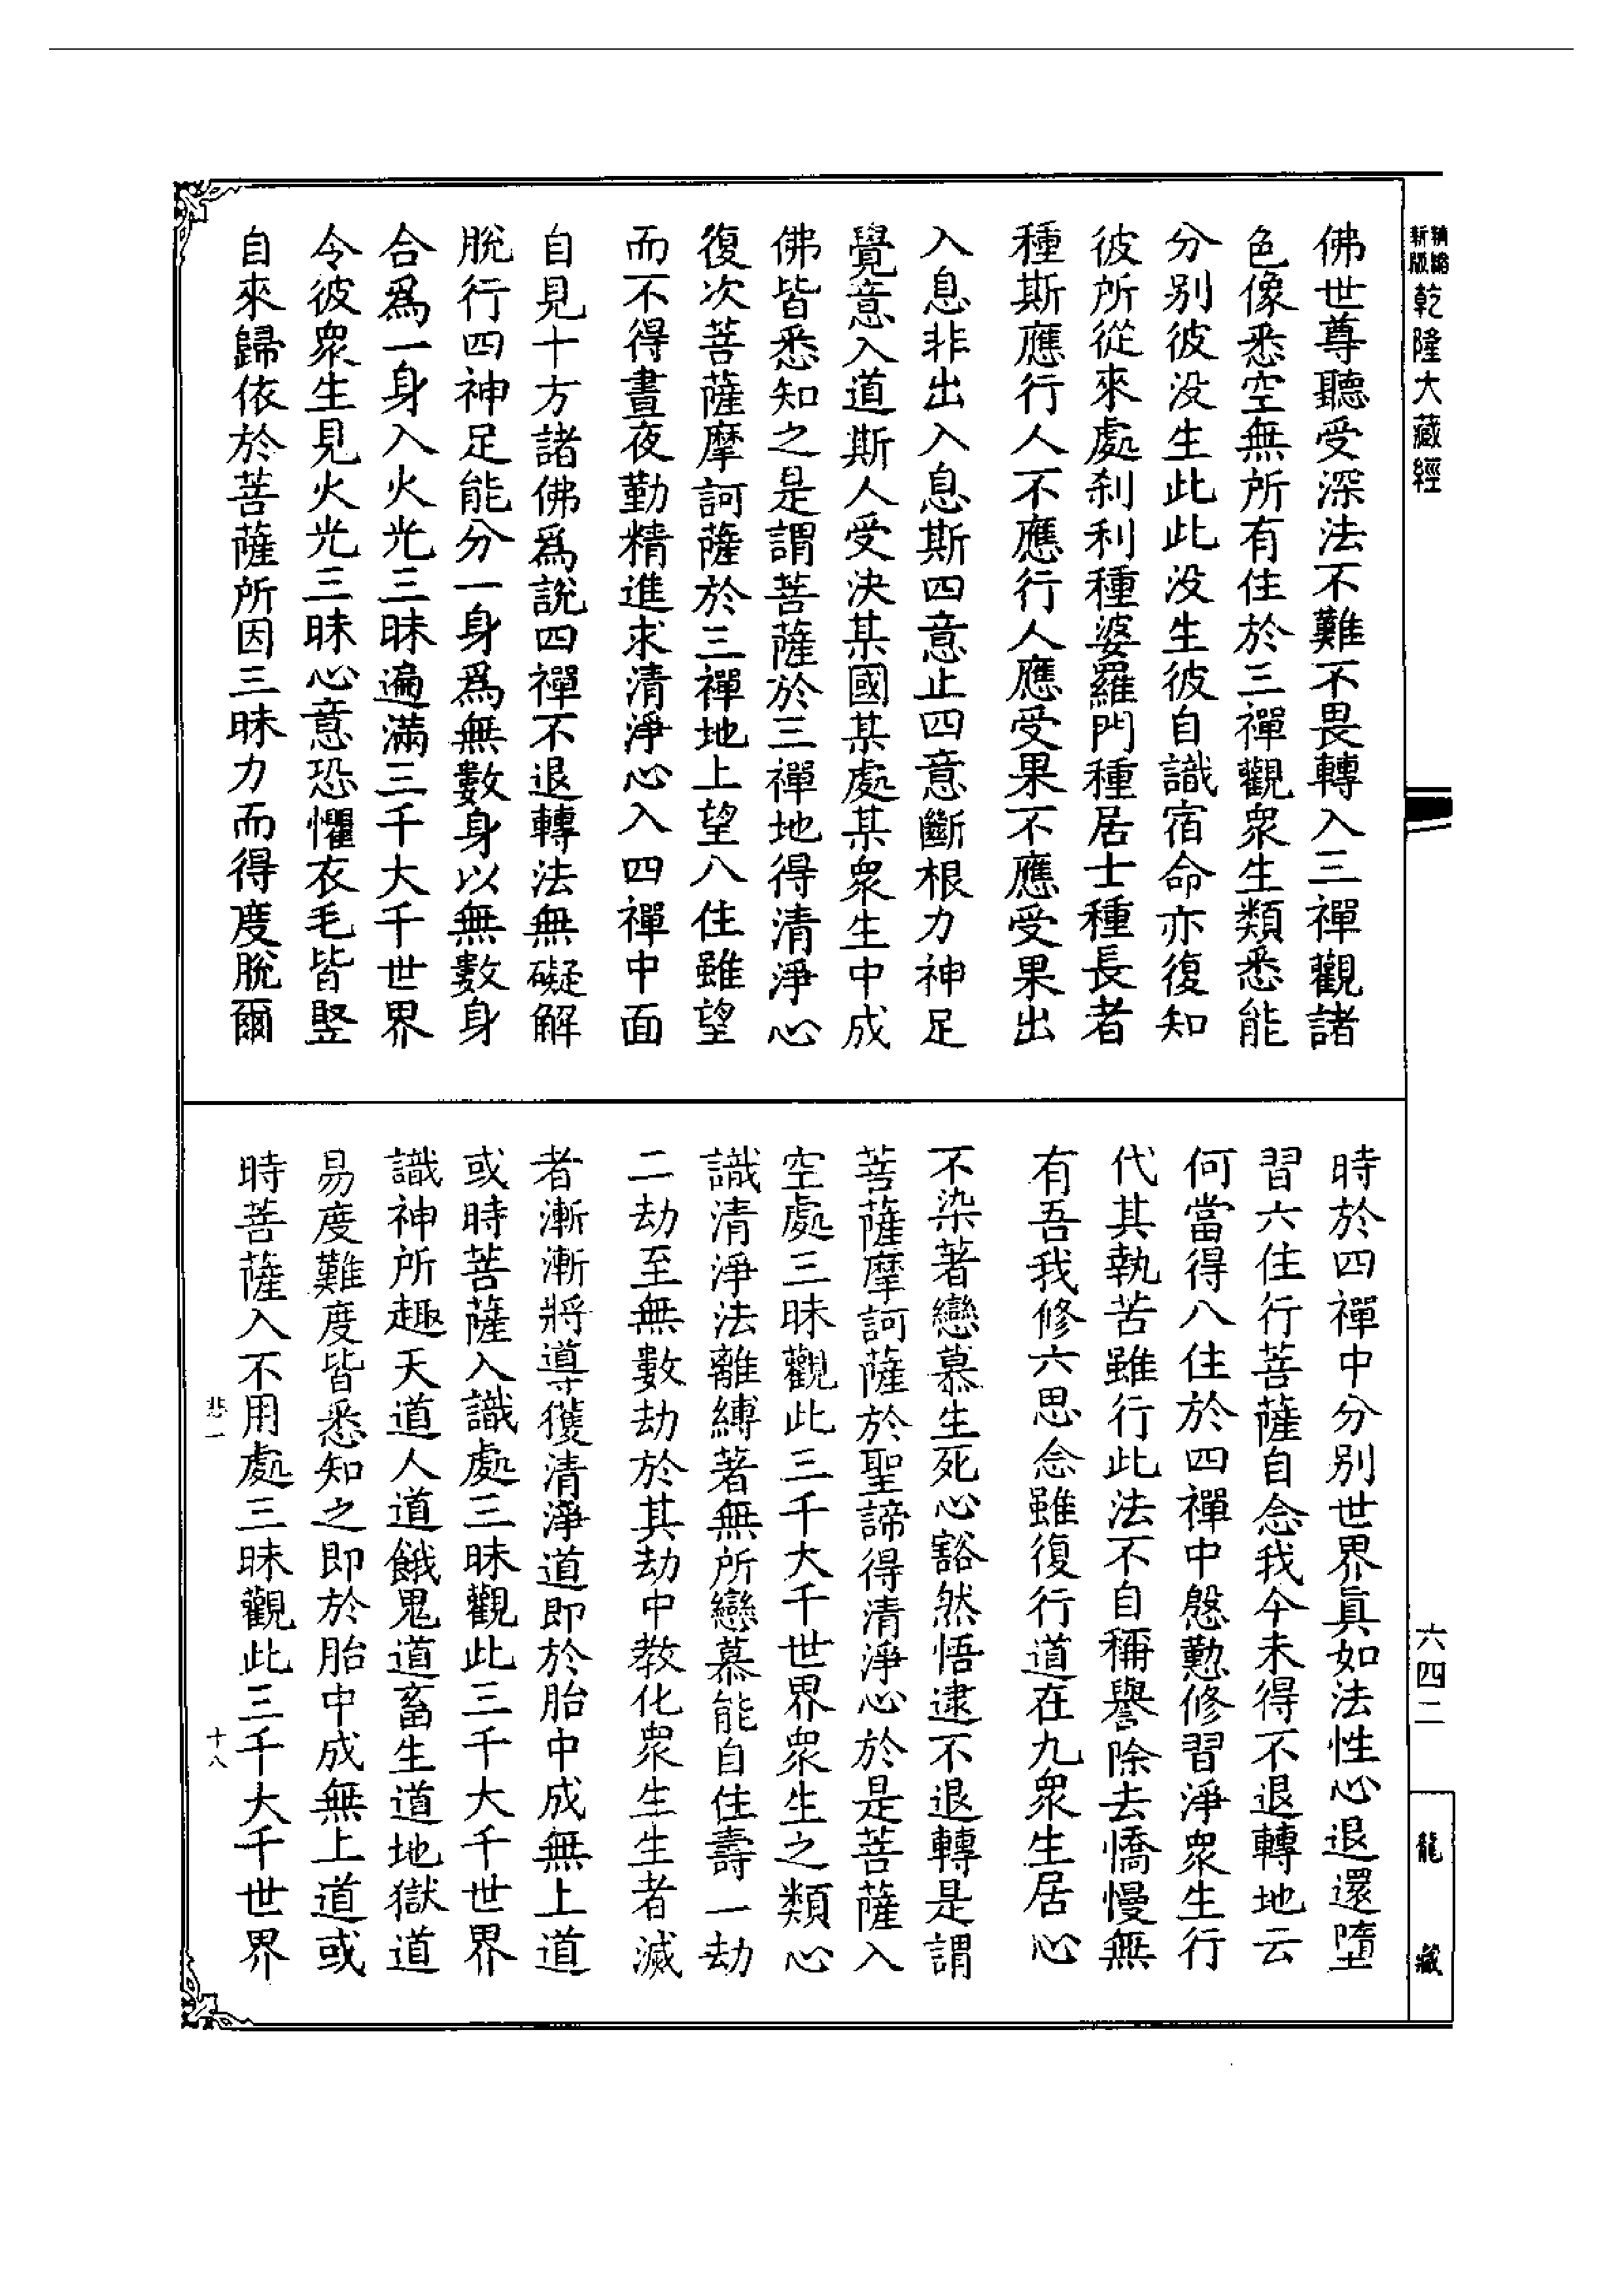 新編縮版乾隆大藏經
佛世尊聽受深法不難不畏轉入三禪觀諸
色像悉空無所有住於三禪觀衆生類悉能
分別彼没生此此没生彼自識宿命亦復知
彼所從來處刹利種婆羅門種居士種長者
種斯應行人不應行人應受果不應受果出
入息非出入息斯四意止四意斷根力神足
覺意入道斯人受決某國某處某衆生中成
佛皆悉知之是謂菩薩於三禪地得清淨心
復次菩薩摩訶薩於三禪地上望八住雖望
而不得晝夜勤精進求清淨心入四禪中面
自見十方諸佛爲説四禪不退轉法無礙解
脫行四神足能分一身爲無數身以無數身
合爲一身入火光三昧遍滿三千大千世界
令彼衆生見火光三昧心意恐懼衣毛皆竪
自來歸依於菩薩所因三昧力而得度脫爾
時於四禪中分別世界眞如法性心退還墮
習六住行菩薩自念我今未得不退轉地云
何當得八住於四禪中慇懃修習淨衆生行
代其執苦雖行此法不自稱譽除去憍慢無
有吾我修六思念雖復行道在九衆生居心
不染著戀慕生死心豁然悟逮不退轉是謂
菩薩摩訶薩於聖諦得清淨心於是菩薩入
空處三昧觀此三千大千世界衆生之類心
識清淨法離縛著無所戀慕能自住壽一劫
二劫至無數劫於其劫中教化衆生生者滅
者漸漸將導獲清淨道即於胎中成無上道
或時菩薩入識處三昧觀此三千大千世界
識神所趣天道人道餓鬼道畜生道地獄道
易度難度皆悉知之即於胎中成無上道或
時菩薩入不用處三昧觀此三千大千世界
悲一
十八
六四二
龍藏